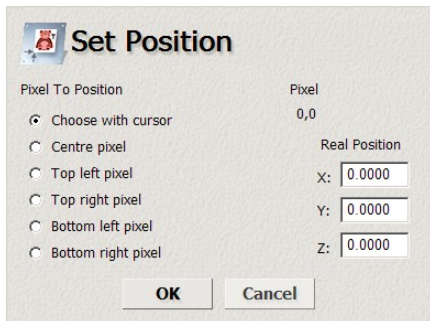 Set Position
Pixel To Position
Pixel
Choose with cursor
0,0
Centre pixel
Real Position
Top left pixel
X: 0.0000
Top right pixel
Y: 0.0000
Bottom left pixel
Bottom right pixel
Z: 0.0000
OK
Cancel